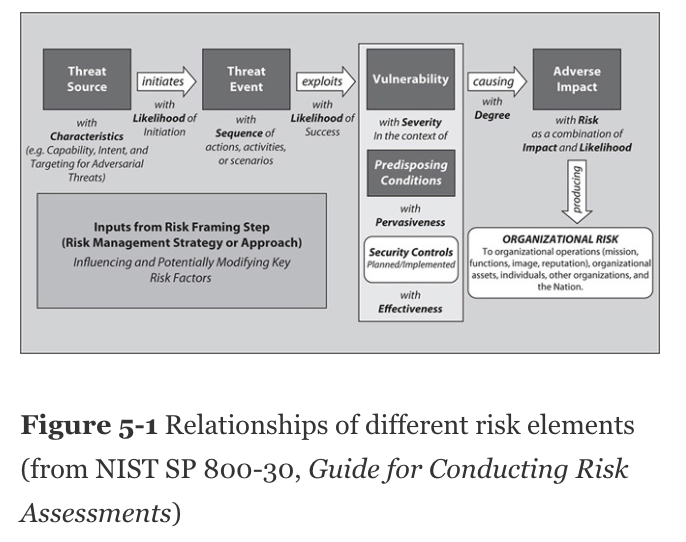 Threat
Source
initiates
Threat
Event
exploits
Vulnerability
causing
Adverse
Impact
with
Characteristics
(e.g. Capability, Intent, and
Targeting for Adversarial
Threats)
with
Likelihood of
Initiation
with
Sequence of
actions, activities,
or scenarios
with
Likelihood of
Success
with Severity
In the context of
Predisposing
Conditions
with
Pervasiveness
Security Controls
Planned/Implemented
with
Effectiveness
with
Degree
with Risk
as a combination of
Impact and Likelihood
producing
ORGANIZATIONAL RISK
To organizational operations (mission,
functions, image, reputation), organizational
assets, individuals, other organizations, and
the Nation.
Inputs from Risk Framing Step
(Risk Management Strategy or Approach)
Influencing and Potentially Modifying Key
Risk Factors
Figure 5-1 Relationships of different risk elements
(from NIST SP 800-30, Guide for Conducting Risk
Assessments)